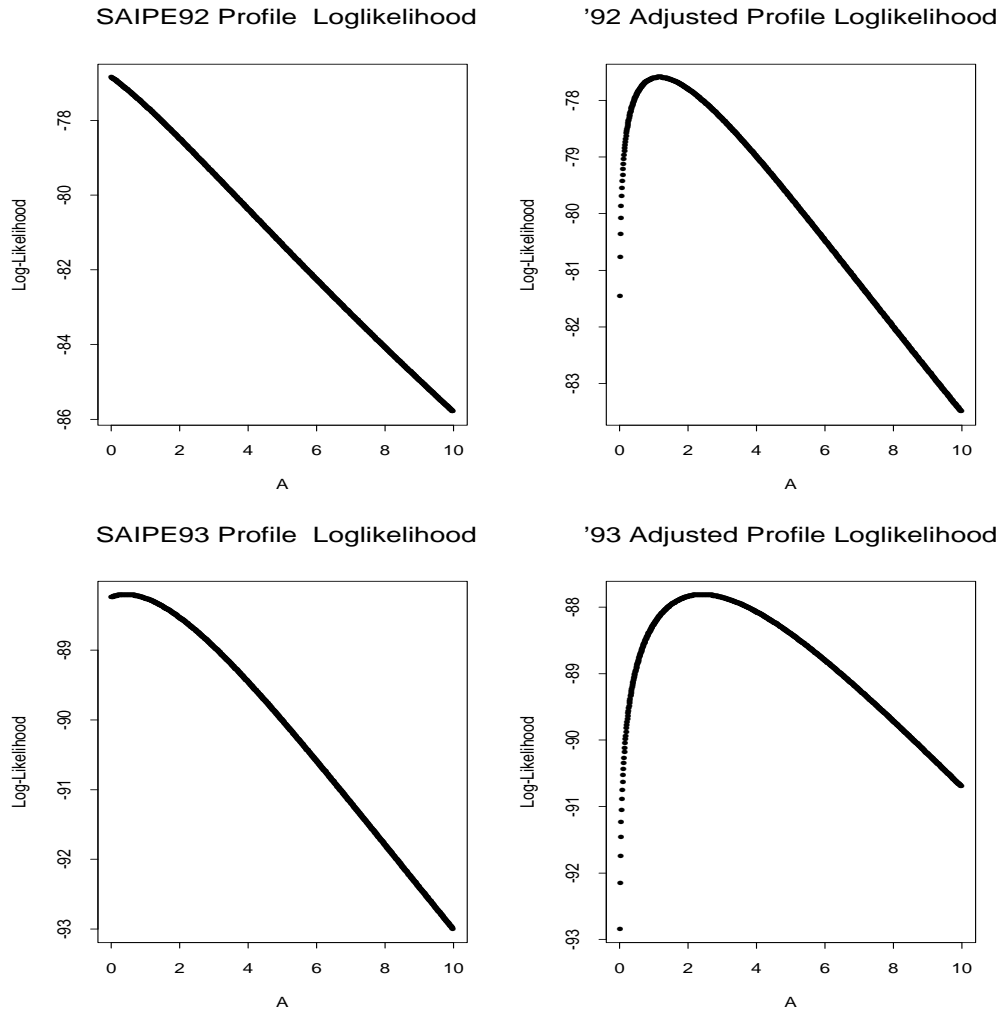 SAIPE92 Profile Loglikelihood
Log-Likelihood
-78
-80
-82
-84
-86
0 2 4 6 8 10
A
'92 Adjusted Profile Loglikelihood
Log-Likelihood
-78
-79
-80
-81
-82
-83
0 2 4 6 8 10
A
SAIPE93 Profile Loglikelihood
Log-Likelihood
-89
-90
-91
-92
-93
0 2 4 6 8 10
A
'93 Adjusted Profile Loglikelihood
Log-Likelihood
-88
-89
-90
-91
-92
-93
0 2 4 6 8 10
A